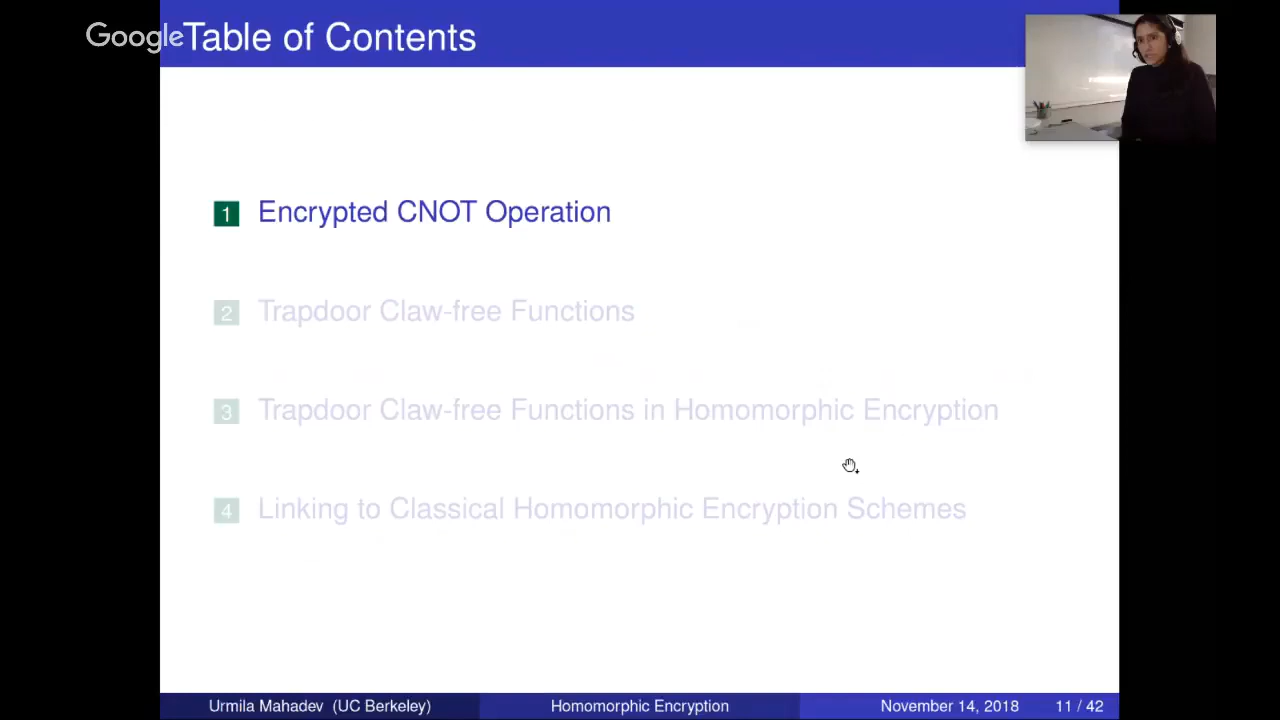 Google
Table of Contents
1 Encrypted CNOT Operation
2 Trapdoor Claw-free Functions
3 Trapdoor Claw-free Functions in Homomorphic Encryption
4 Linking to Classical Homomorphic Encryption Schemes
Urmila Mahadev (UC Berkeley) Homomorphic Encryption November 14, 2018 11 / 42